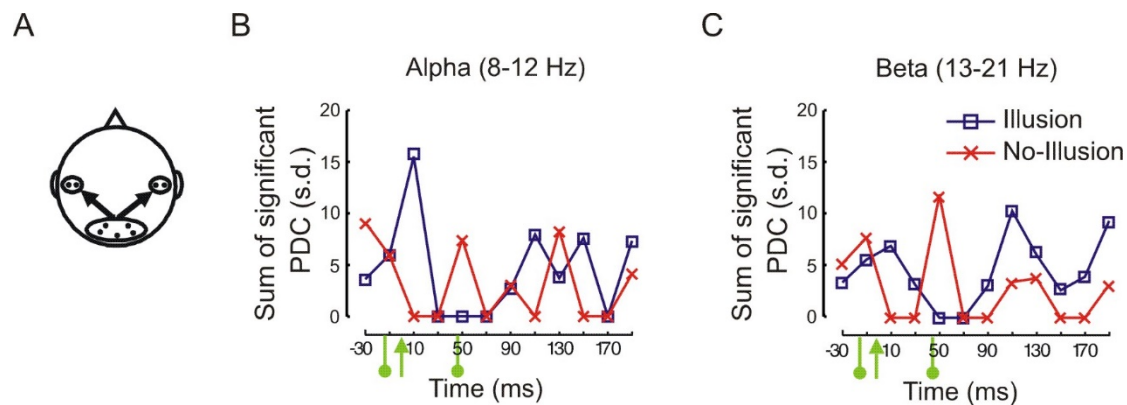 A
B
C
Alpha (8-12 Hz)
Beta (13-21 Hz)
Sum of significant
PDC (s.d.)
20
15
10
5
0
-30
10
50
90
130
170
Time (ms)
Sum of significant
PDC (s.d.)
20
15
10
5
0
Illusion
No-Illusion
-30
10
50
90
130
170
Time (ms)